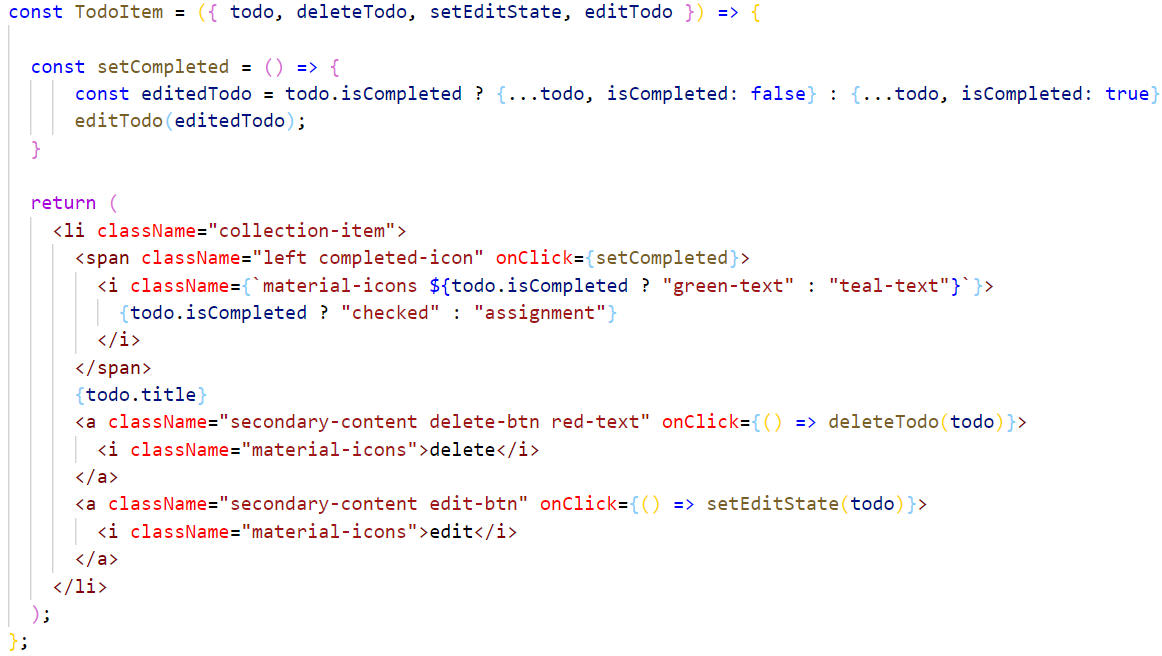 const TodoItem = ({ todo, deleteTodo, setEditState, editTodo }) => {
const setCompleted = () => {
const editedTodo = todo.isCompleted ? {...todo, isCompleted: false} : {...todo, isCompleted: true}
editTodo(editedTodo);
}
return (
<li className="collection-item">
<span className="left completed-icon" onClick={setCompleted}>
<i className={`material-icons ${todo.isCompleted ? "green-text" : "teal-text"}`}>
{todo.isCompleted ? "checked" : "assignment"}
</i>
</span>
{todo.title}
<a className="secondary-content delete-btn red-text" onClick={() => deleteTodo(todo)}>
<i className="material-icons">delete</i>
</a>
<a className="secondary-content edit-btn" onClick={() => setEditState(todo)}>
<i className="material-icons">edit</i>
</a>
</li>
);
};